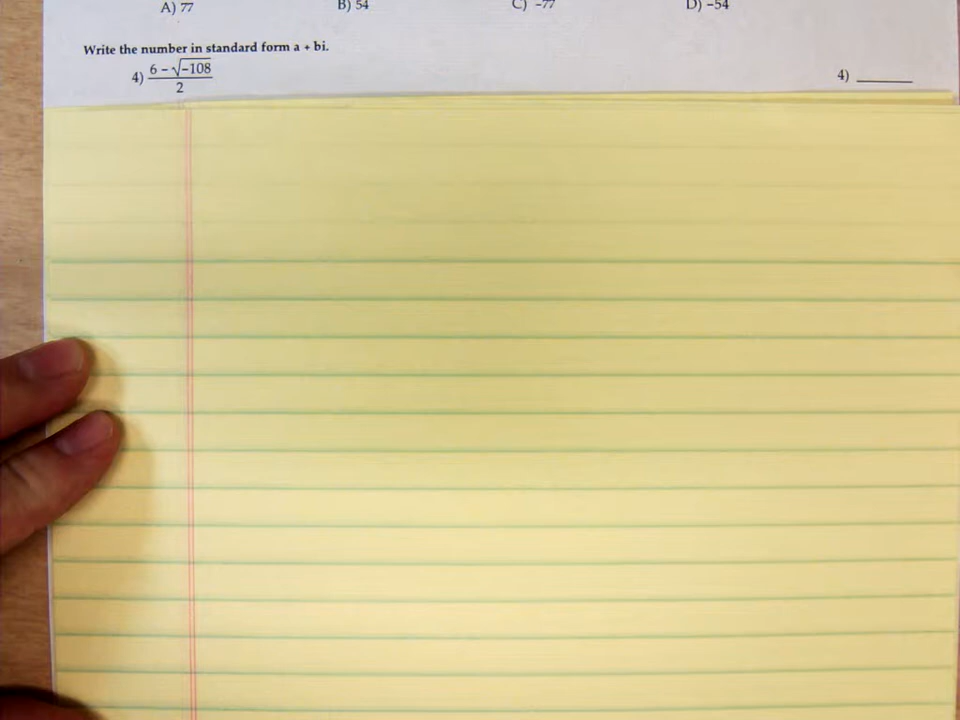 A) 77 B) 54 C) -77 D) -54
Write the number in standard form a + bi.
4) 6 - √-108 / 2 4) ______